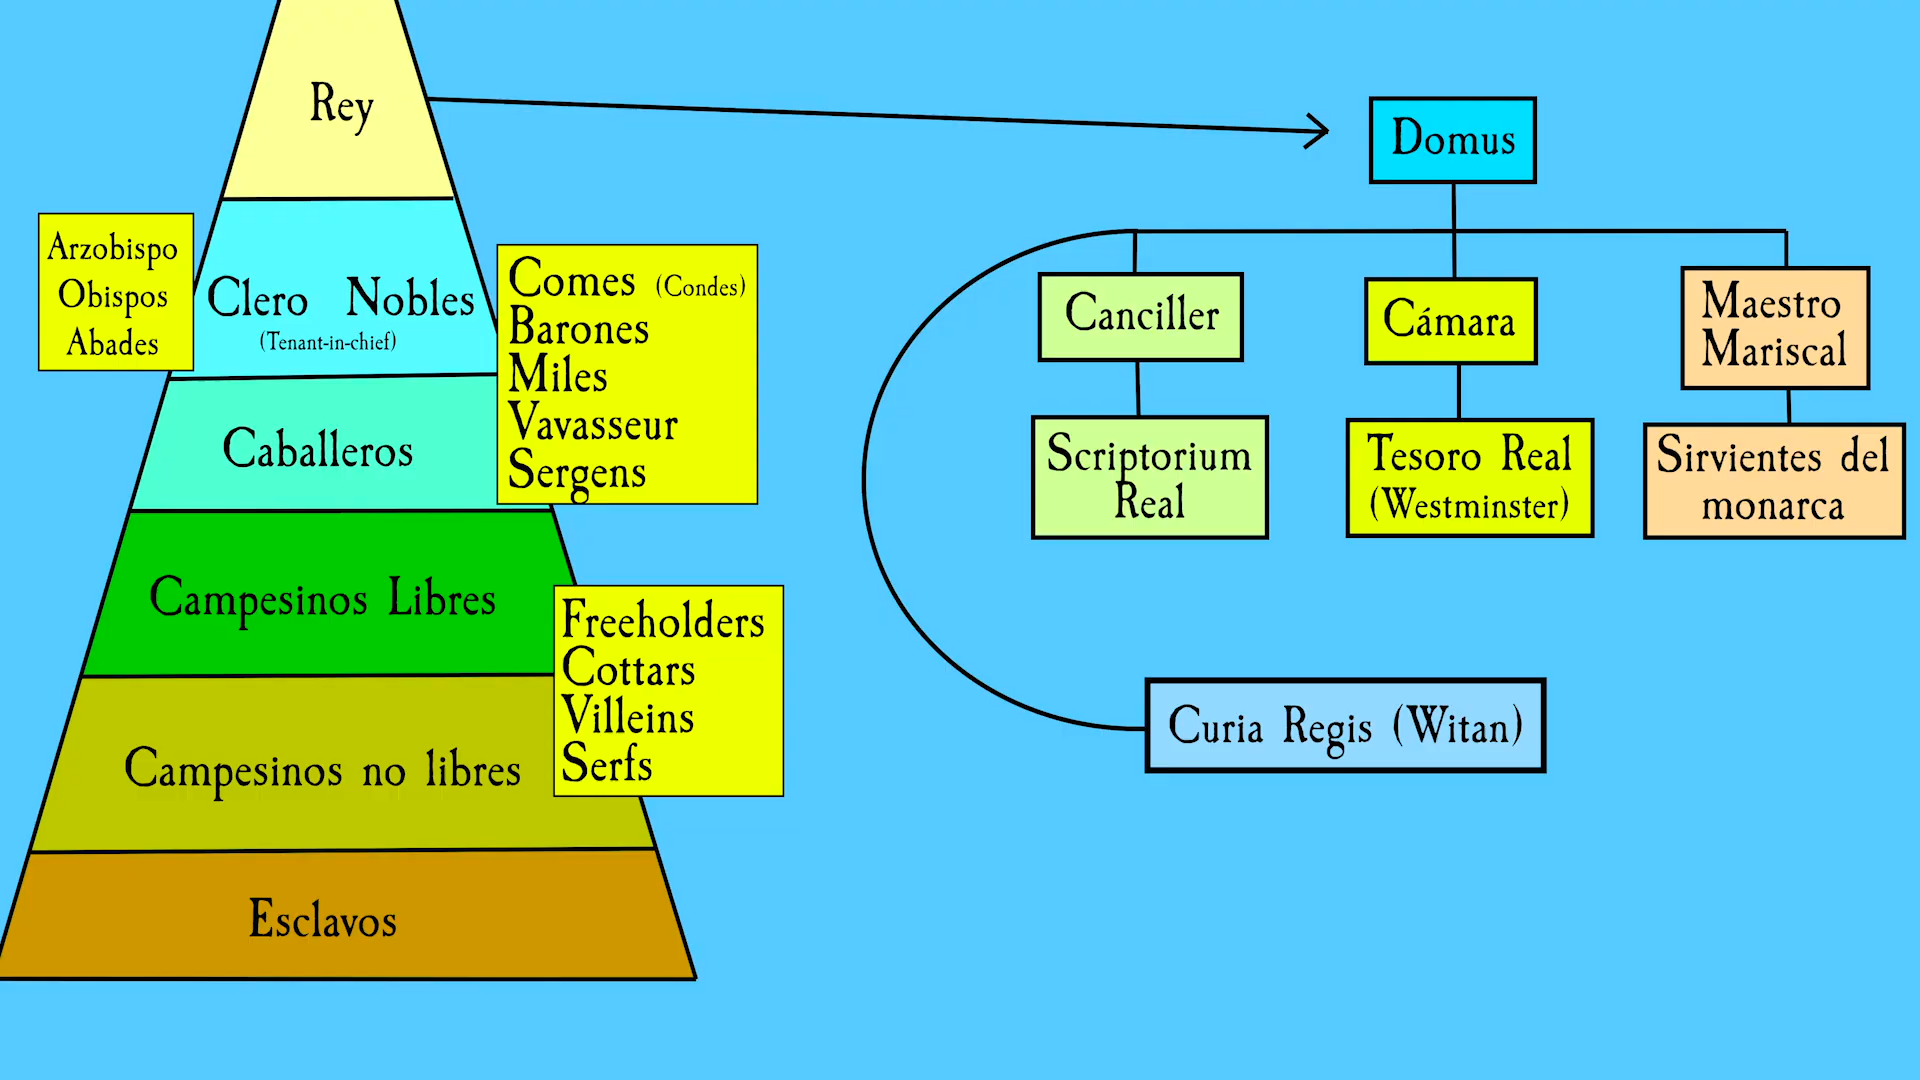 Rey
Arzobispo
Obispos
Abades
Clero Nobles
(Tenant-in-chief)
Comes (Condes)
Barones
Miles
Vavasseur
Sergens
Caballeros
Campesinos Libres
Freeholders
Cottars
Villeins
Serfs
Campesinos no libres
Esclavos
Domus
Canciller
Cámara
Maestro
Mariscal
Scriptorium
Real
Tesoro Real
(Westminster)
Sirvientes del
monarca
Curia Regis (Witan)